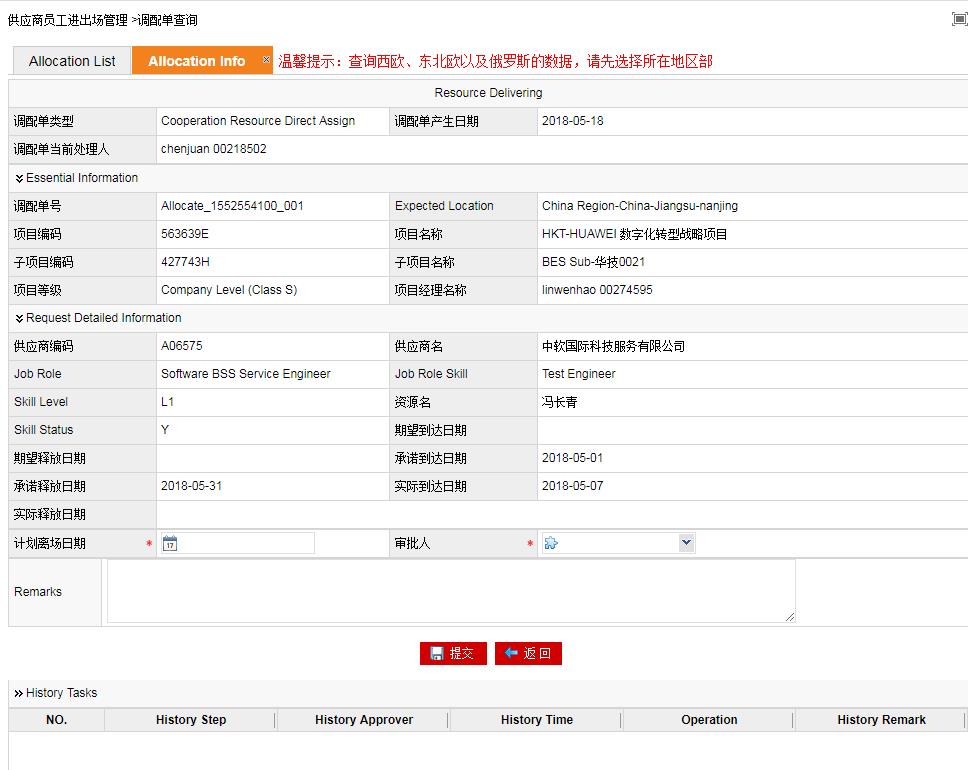 供应商员工进出场管理 >调配单查询
Allocation List Allocation Info × 温馨提示：查询西欧、东北欧以及俄罗斯的数据，请先选择所在地区部
Resource Delivering
调配单类型 Cooperation Resource Direct Assign 调配单产生日期 2018-05-18
调配单当前处理人 chenjuan 00218502
Essential Information
调配单号 Allocate_1552554100_001 Expected Location China Region-China-Jiangsu-nanjing
项目编码 563639E 项目名称 HKT-HUAWEI 数字化转型战略项目
子项目编码 427743H 子项目名称 BES Sub-华技0021
项目等级 Company Level (Class S) 项目经理名称 linwenhao 00274595
Request Detailed Information
供应商编码 A06575 供应商名 中软国际科技服务有限公司
Job Role Software BSS Service Engineer Job Role Skill Test Engineer
Skill Level L1 资源名 冯长青
Skill Status Y 期望到达日期
期望释放日期 承诺到达日期 2018-05-01
承诺释放日期 2018-05-31 实际到达日期 2018-05-07
实际释放日期
计划离场日期 * 17 审批人 *
Remarks
提交 返回
History Tasks
NO. History Step History Approver History Time Operation History Remark